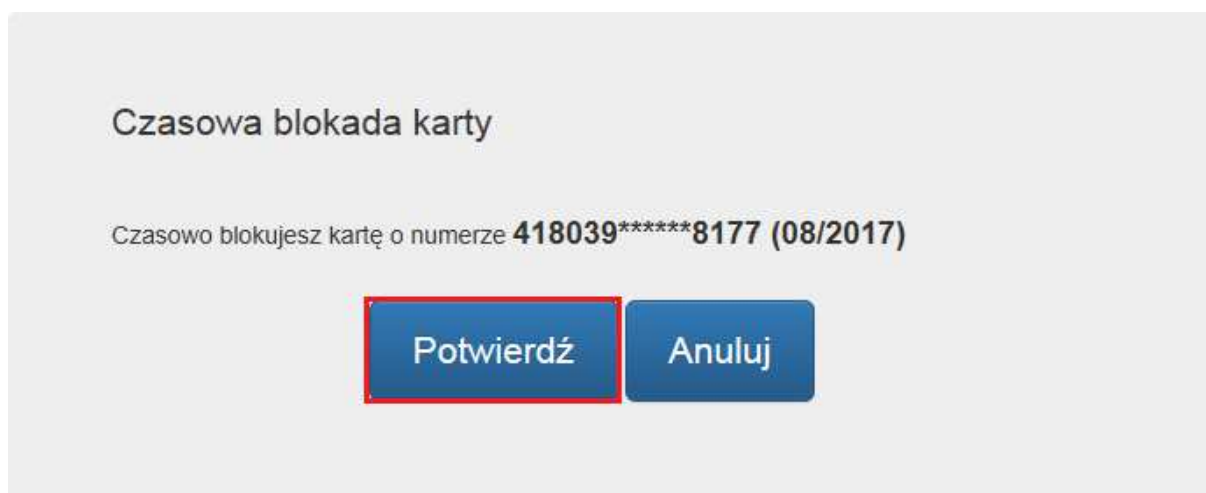 Czasowa blokada karty
Czasowo blokujesz kartę o numerze 418039******8177 (08/2017)
Potwierdź Anuluj